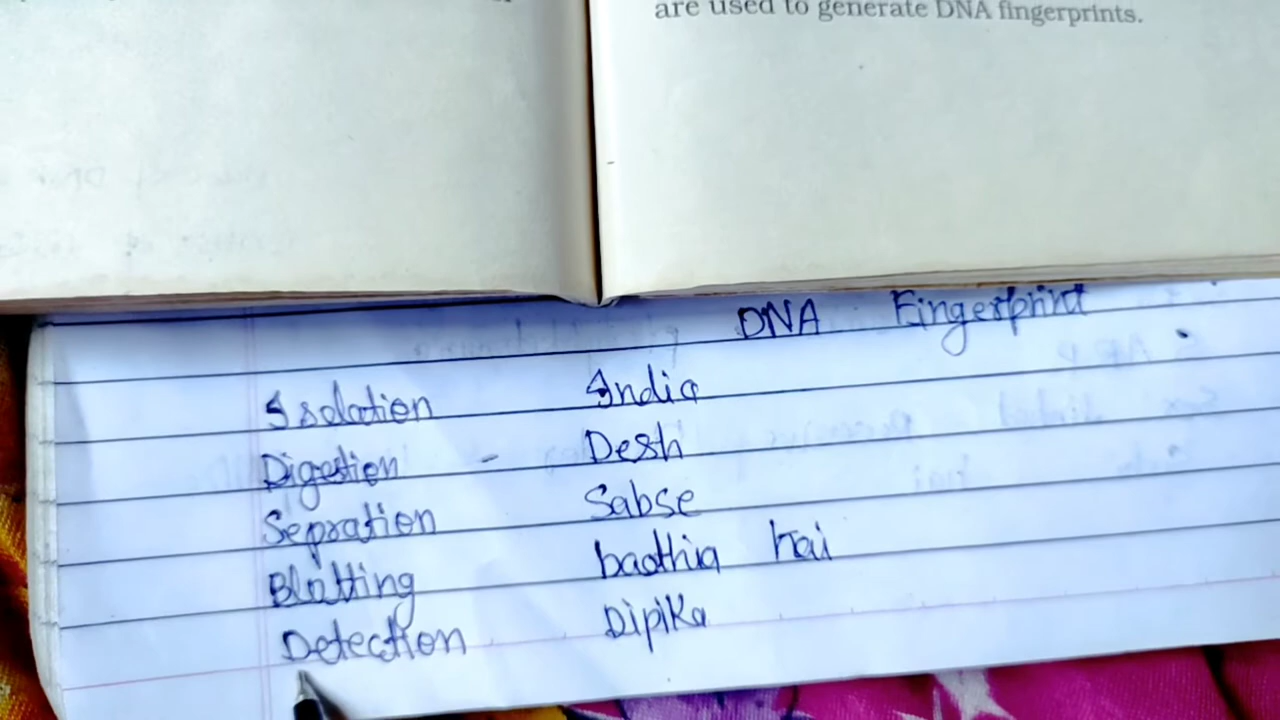 are used to generate DNA fingerprints.
DNA Fingerprint
Isolation India
Digestion - Desh
Sepration Sabse
Blotting badhia hai
Detection Dipika